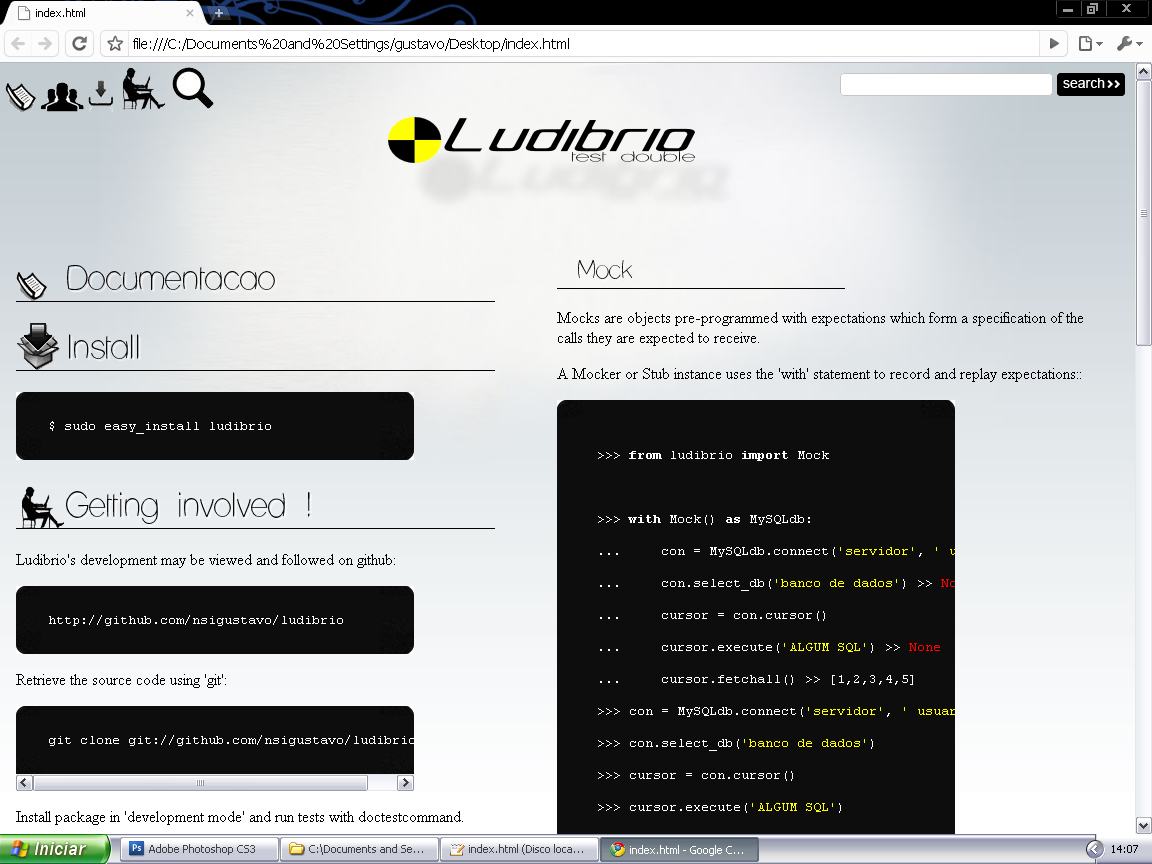 index.html
file:///C:/Documents%20and%20Settings/gustavo/Desktop/index.html
search>>
Ludibrio
test double
Documentacao
Install
$ sudo easy_install ludibrio
Getting involved !
Ludibrio's development may be viewed and followed on github:
http://github.com/nsigustavo/ludibrio
Retrieve the source code using 'git':
git clone git://github.com/nsigustavo/ludibrio
Install package in 'development mode' and run tests with doctestcommand.
Mock
Mocks are objects pre-programmed with expectations which form a specification of the
calls they are expected to receive.
A Mocker or Stub instance uses the 'with' statement to record and replay expectations::
>>> from ludibrio import Mock
>>> with Mock() as MySQLdb:
...     con = MySQLdb.connect('servidor', ' u
...     con.select_db('banco de dados') >> No
...     cursor = con.cursor()
...     cursor.execute('ALGUM SQL') >> None
...     cursor.fetchall() >> [1,2,3,4,5]
>>> con = MySQLdb.connect('servidor', ' usuar
>>> con.select_db('banco de dados')
>>> cursor = con.cursor()
>>> cursor.execute('ALGUM SQL')
Iniciar
Adobe Photoshop CS3
C:\Documents and Se...
index.html (Disco loca...
index.html - Google C...
14:07